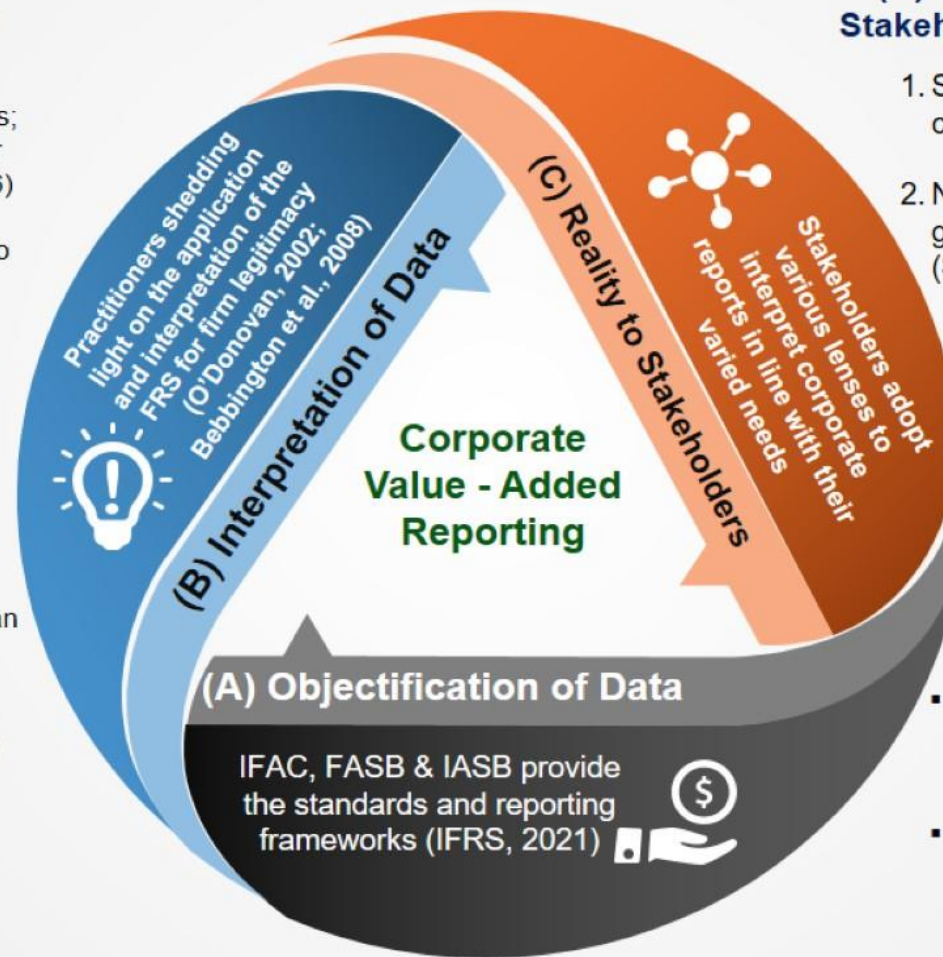 Stakeh
1. S
c
2. N
g
(
s;
6)
o
an
Practitioners shedding
light on the application
and interpretation of the
FRS for firm legitimacy
(O'Donovan, 2002;
Bebbington et al., 2008)
(B) Interpretation of Data
(C) Reality to Stakeholders
Stakeholders adopt
various lenses to
interpret corporate
reports in line with their
varied needs
Corporate
Value - Added
Reporting
(A) Objectification of Data
IFAC, FASB & IASB provide
the standards and reporting
frameworks (IFRS, 2021)
$